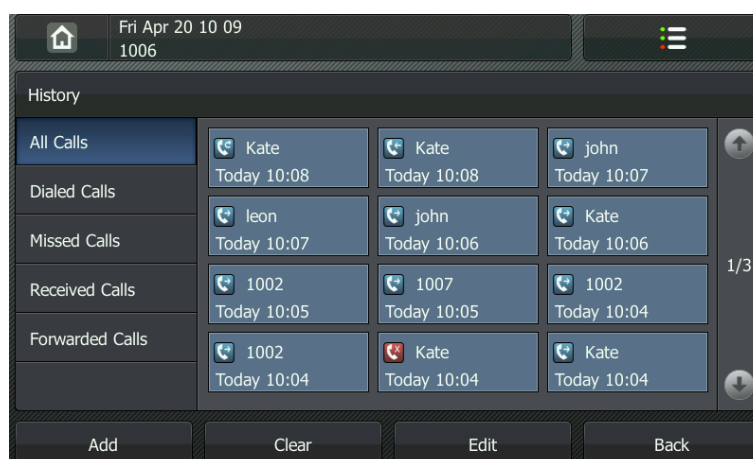 Fri Apr 20 10 09
1006
History
All Calls
Dialed Calls
Missed Calls
Received Calls
Forwarded Calls
Kate
Today 10:08
Kate
Today 10:08
john
Today 10:07
leon
Today 10:07
john
Today 10:06
Kate
Today 10:06
1002
Today 10:05
1007
Today 10:05
1002
Today 10:04
1002
Today 10:04
Kate
Today 10:04
Kate
Today 10:04
1/3
Add
Clear
Edit
Back